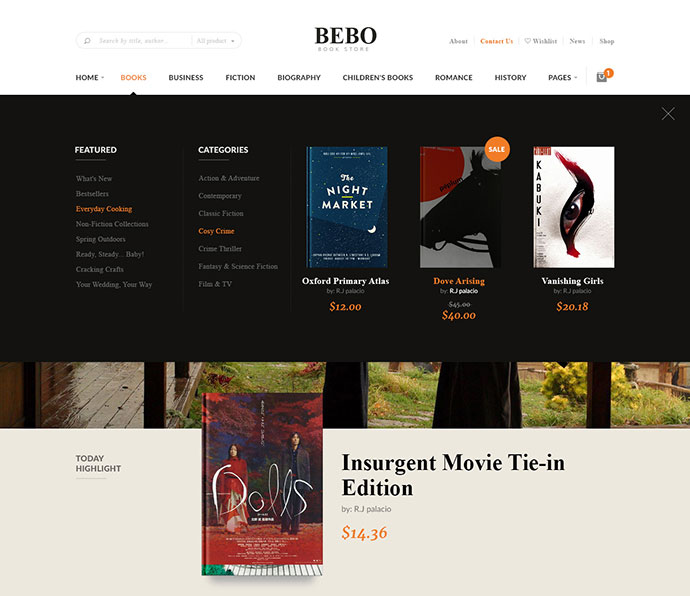 Search by title, author...
All product
BEBO
BOOK STORE
About
Contact Us
Wishlist
News
Shop
HOME
BOOKS
BUSINESS
FICTION
BIOGRAPHY
CHILDREN'S BOOKS
ROMANCE
HISTORY
PAGES
1
FEATURED
What's New
Bestsellers
Everyday Cooking
Non-Fiction Collections
Spring Outdoors
Ready, Steady... Baby!
Cracking Crafts
Your Wedding, Your Way
CATEGORIES
Action & Adventure
Contemporary
Classic Fiction
Cosy Crime
Crime Thriller
Fantasy & Science Fiction
Film & TV
The
NIGHT
MARKET
Oxford Primary Atlas
by: R.J palacio
$12.00
SALE
Dove Arising
by: R.J palacio
$45.00
$40.00
KABUKI
Vanishing Girls
by: R.J palacio
$20.18
TODAY
HIGHLIGHT
Dolls
Insurgent Movie Tie-in
Edition
by: R.J palacio
$14.36